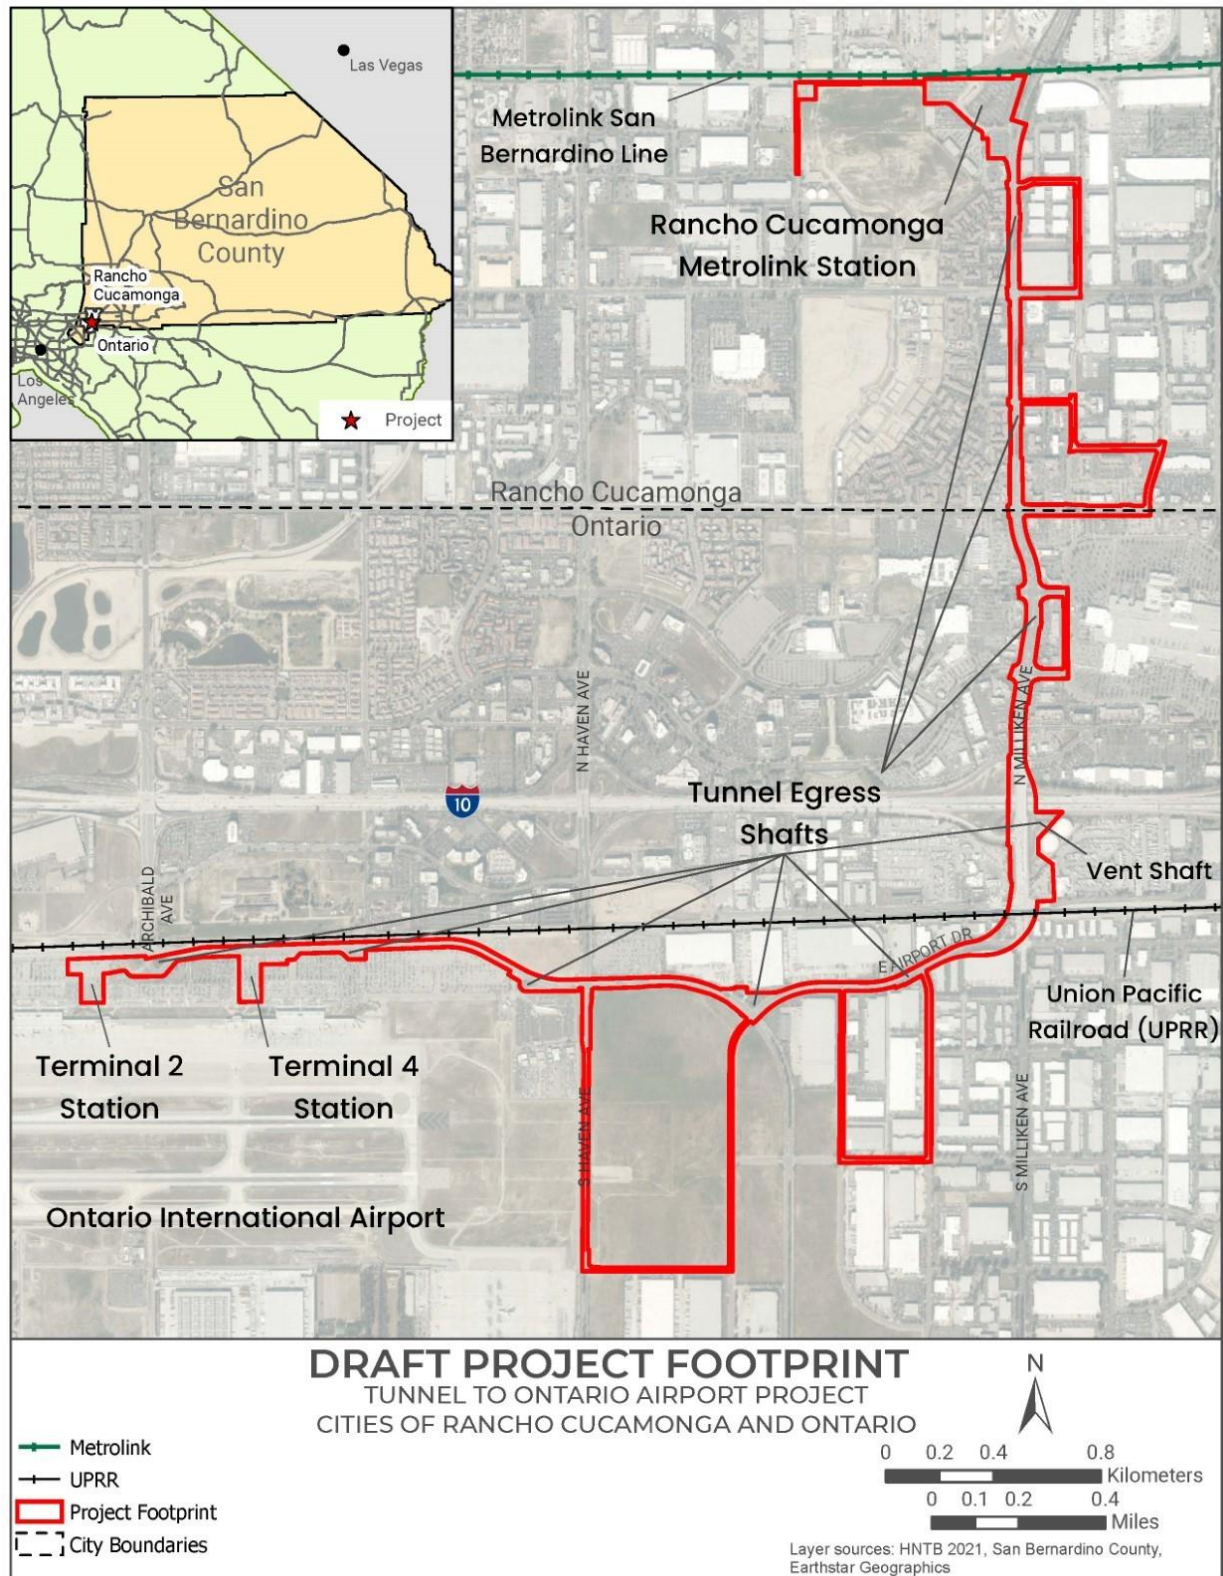 Las Vegas
San
Bernardino
County
Rancho
Cucamonga
Ontario
Los
Angeles
Project
Metrolink San
Bernardino Line
Rancho Cucamonga
Metrolink Station
Rancho Cucamonga
Ontario
N HAVEN AVE
N MILLIKEN AVE
10
Tunnel Egress
Shafts
Vent Shaft
ARCHIBALD
AVE
E AIRPORT DR
Union Pacific
Railroad (UPRR)
Terminal 2
Station
Terminal 4
Station
S HAVEN AVE
S MILLIKEN AVE
Ontario International Airport
DRAFT PROJECT FOOTPRINT
TUNNEL TO ONTARIO AIRPORT PROJECT
CITIES OF RANCHO CUCAMONGA AND ONTARIO
N
Metrolink
UPRR
Project Footprint
City Boundaries
0 0.2 0.4 0.8
Kilometers
0 0.1 0.2 0.4
Miles
Layer sources: HNTB 2021, San Bernardino County,
Earthstar Geographics